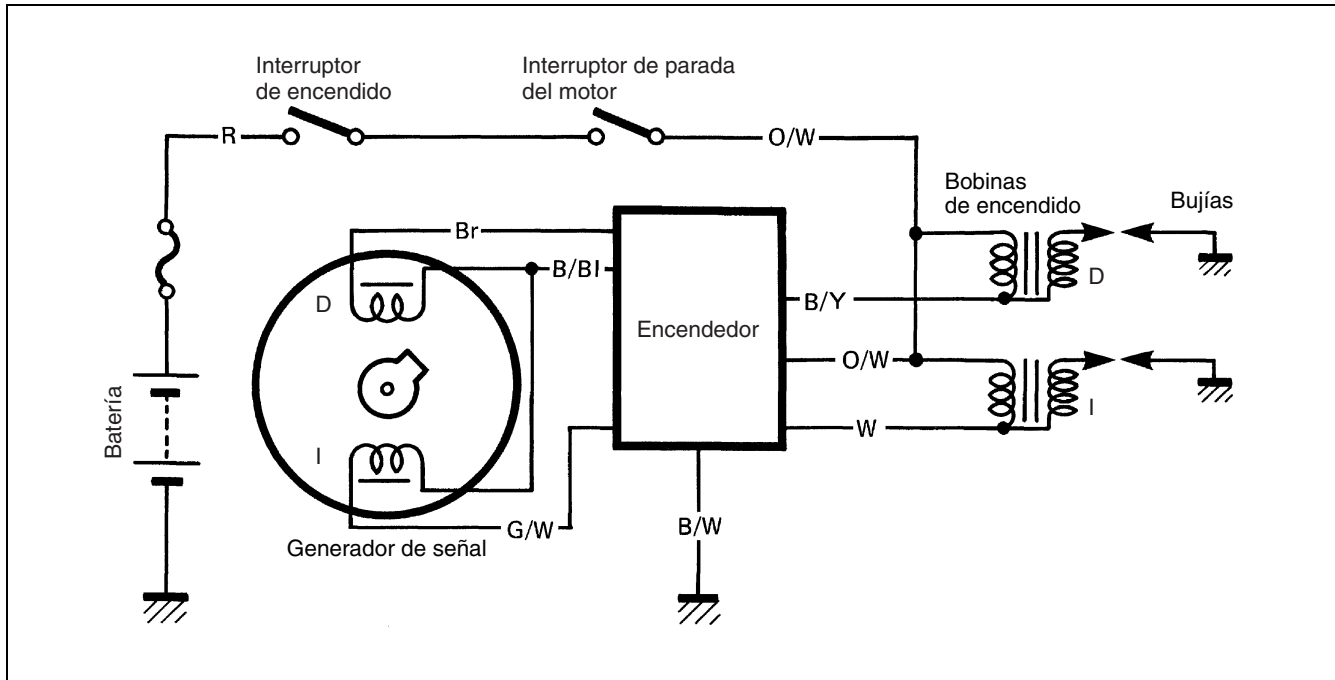 Interruptor
de encendido
Interruptor de parada
del motor
R
O/W
Bobinas
de encendido
Bujías
Br
B/Bl
D
D
B/Y
Encendedor
O/W
Batería
I
I
W
G/W
B/W
Generador de señal